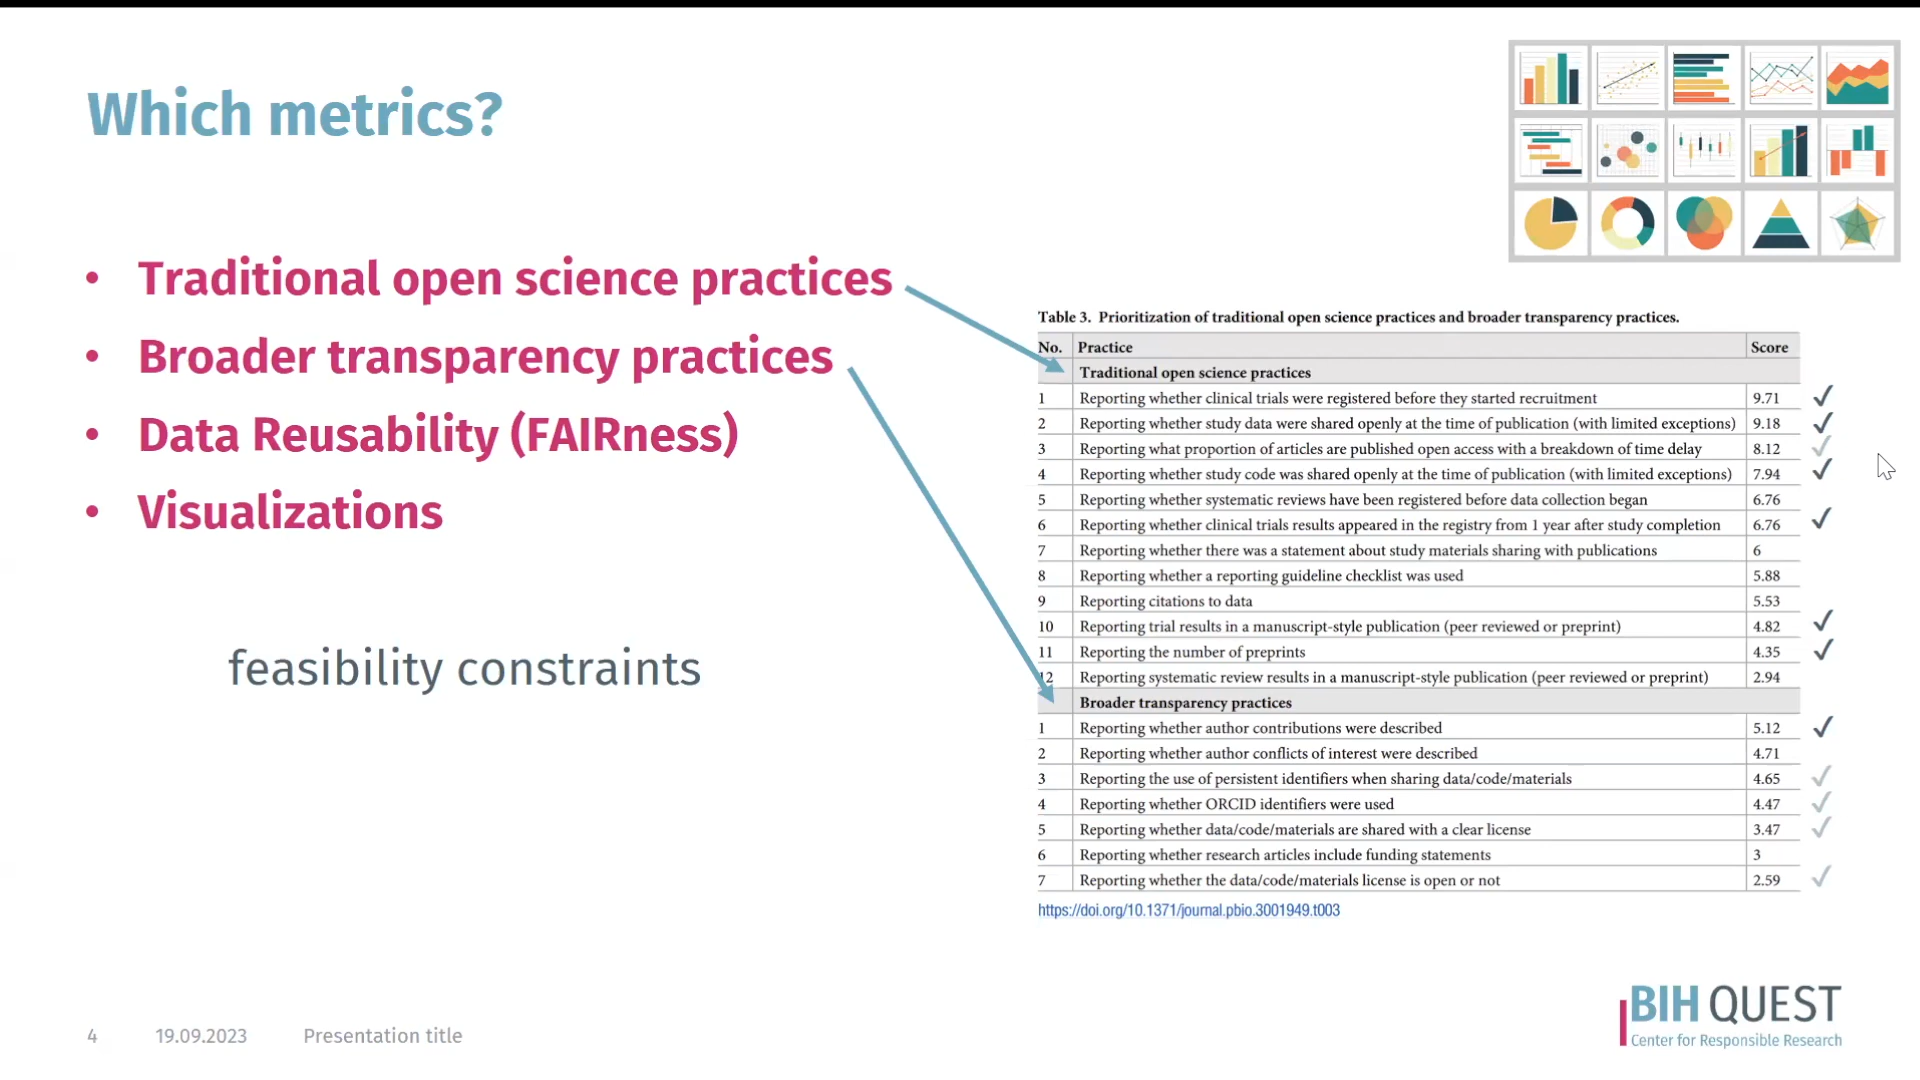 Which metrics?
• Traditional open science practices
• Broader transparency practices
• Data Reusability (FAIRness)
• Visualizations
feasibility constraints
Table 3. Prioritization of traditional open science practices and broader transparency practices.
No. Practice Score
Traditional open science practices
1 Reporting whether clinical trials were registered before they started recruitment 9.71
2 Reporting whether study data were shared openly at the time of publication (with limited exceptions) 9.18
3 Reporting what proportion of articles are published open access with a breakdown of time delay 8.12
4 Reporting whether study code was shared openly at the time of publication (with limited exceptions) 7.94
5 Reporting whether systematic reviews have been registered before data collection began 6.76
6 Reporting whether clinical trials results appeared in the registry from 1 year after study completion 6.76
7 Reporting whether there was a statement about study materials sharing with publications 6
8 Reporting whether a reporting guideline checklist was used 5.88
9 Reporting citations to data 5.53
10 Reporting trial results in a manuscript-style publication (peer reviewed or preprint) 4.82
11 Reporting the number of preprints 4.35
12 Reporting systematic review results in a manuscript-style publication (peer reviewed or preprint) 2.94
Broader transparency practices
1 Reporting whether author contributions were described 5.12
2 Reporting whether author conflicts of interest were described 4.71
3 Reporting the use of persistent identifiers when sharing data/code/materials 4.65
4 Reporting whether ORCID identifiers were used 4.47
5 Reporting whether data/code/materials are shared with a clear license 3.47
6 Reporting whether research articles include funding statements 3
7 Reporting whether the data/code/materials license is open or not 2.59
https://doi.org/10.1371/journal.pbio.3001949.t003
4 19.09.2023 Presentation title
BIH QUEST
Center for Responsible Research